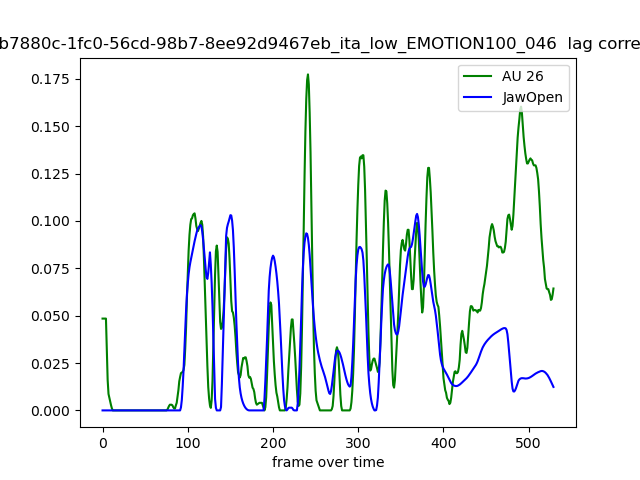 b7880c-1fc0-56cd-98b7-8ee92d9467eb_ita_low_EMOTION100_046 lag corre
AU 26
JawOpen
0.175
0.150
0.125
0.100
0.075
0.050
0.025
0.000
0 100 200 300 400 500
frame over time